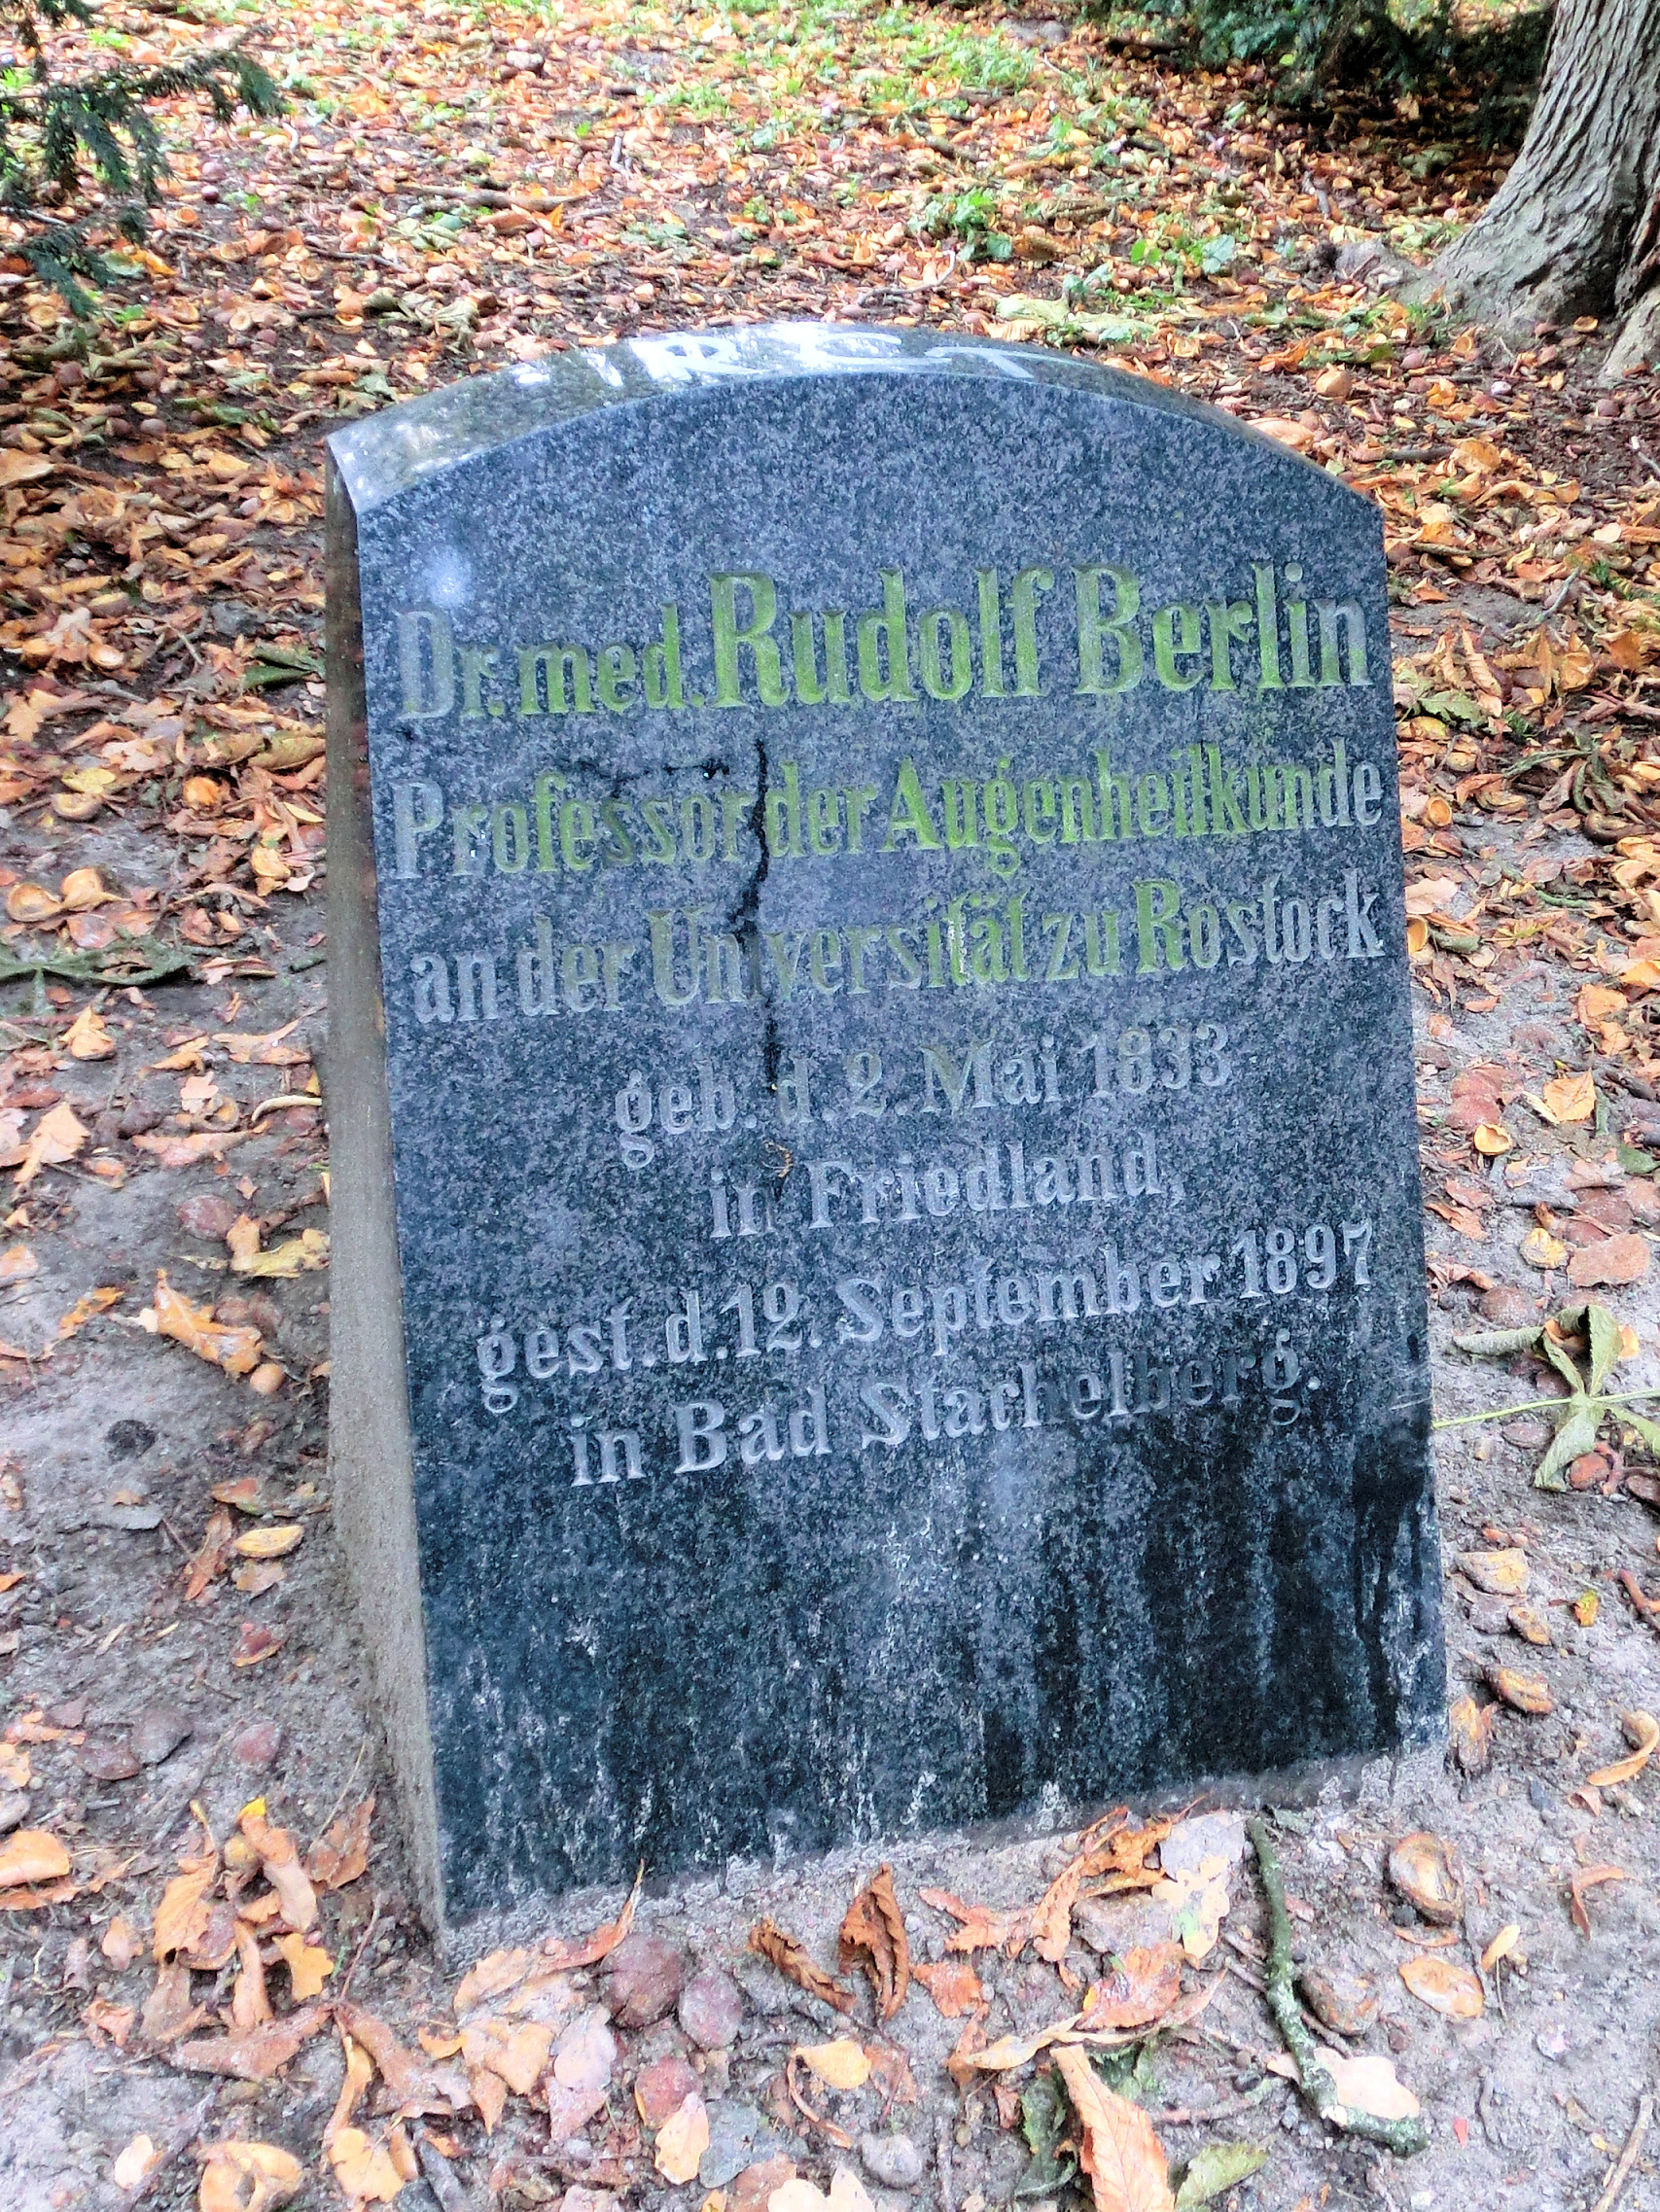 Dr. med. Rudolf Berlin
Professor der Augenheilkunde
an der Universität zu Rostock
geb. d. 2. Mai 1833
in Friedland,
gest. d. 12. September 1897
in Bad Stachelberg.